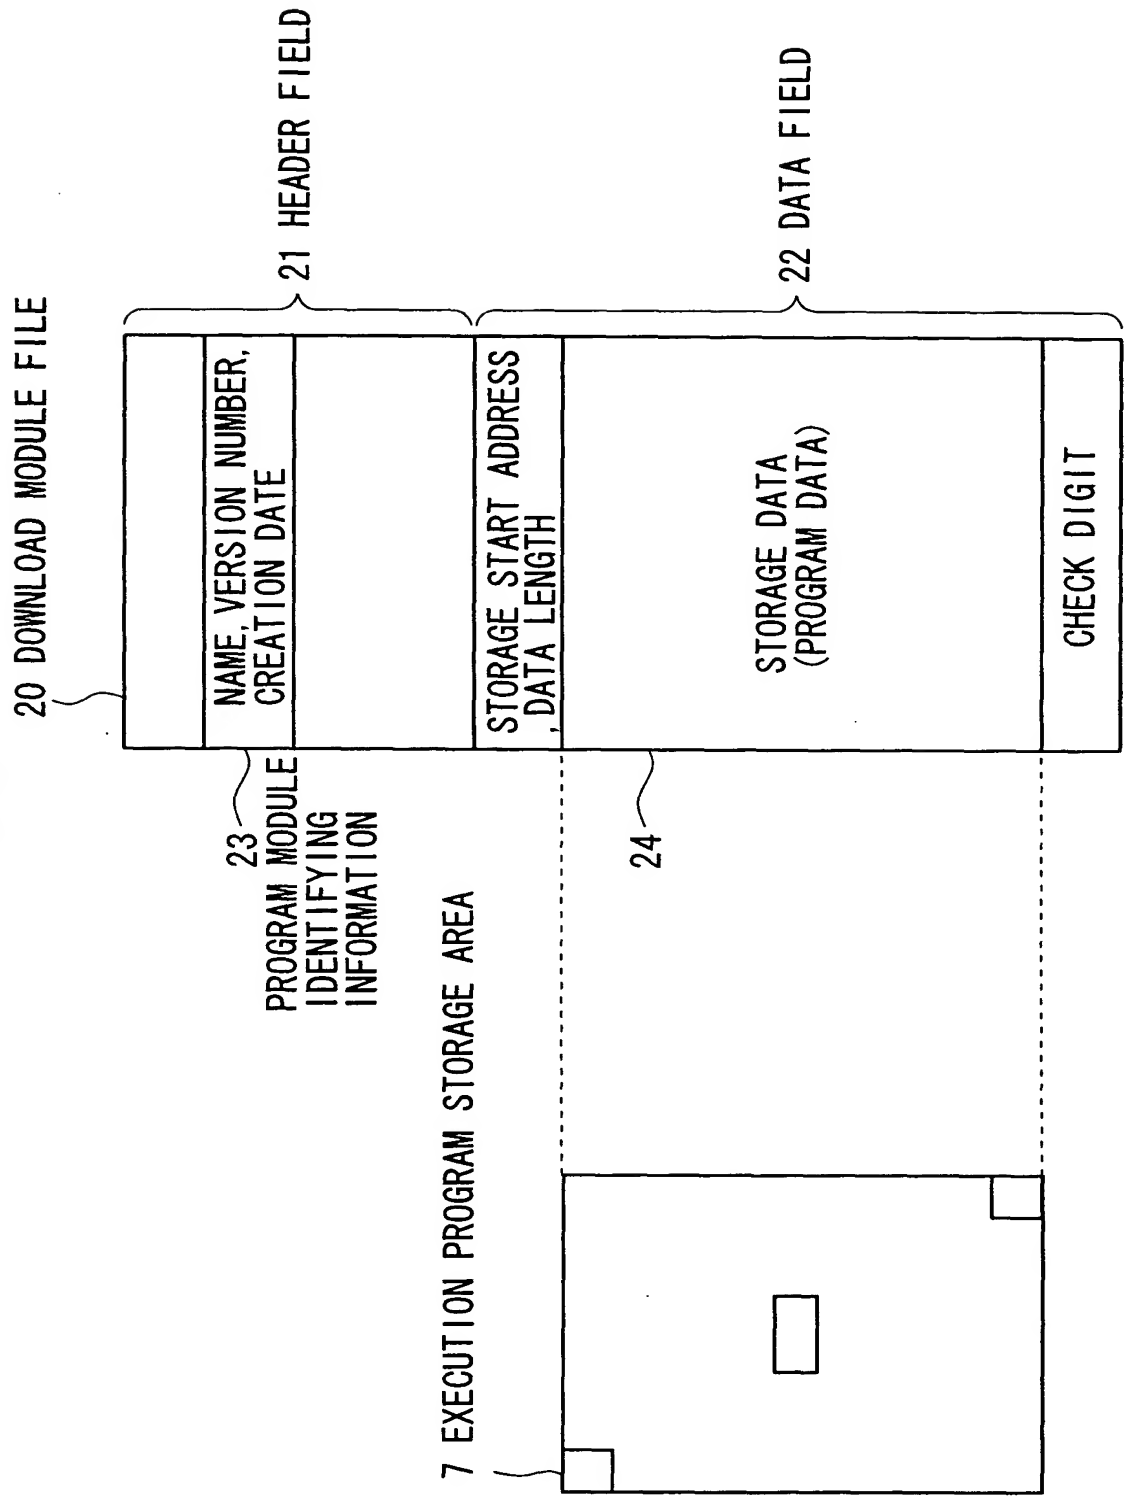 20 DOWNLOAD MODULE FILE
NAME, VERSION NUMBER,
CREATION DATE
STORAGE START ADDRESS
, DATA LENGTH
STORAGE DATA
(PROGRAM DATA)
CHECK DIGIT
21 HEADER FIELD
22 DATA FIELD
23
PROGRAM MODULE
IDENTIFYING
INFORMATION
24
7 EXECUTION PROGRAM STORAGE AREA